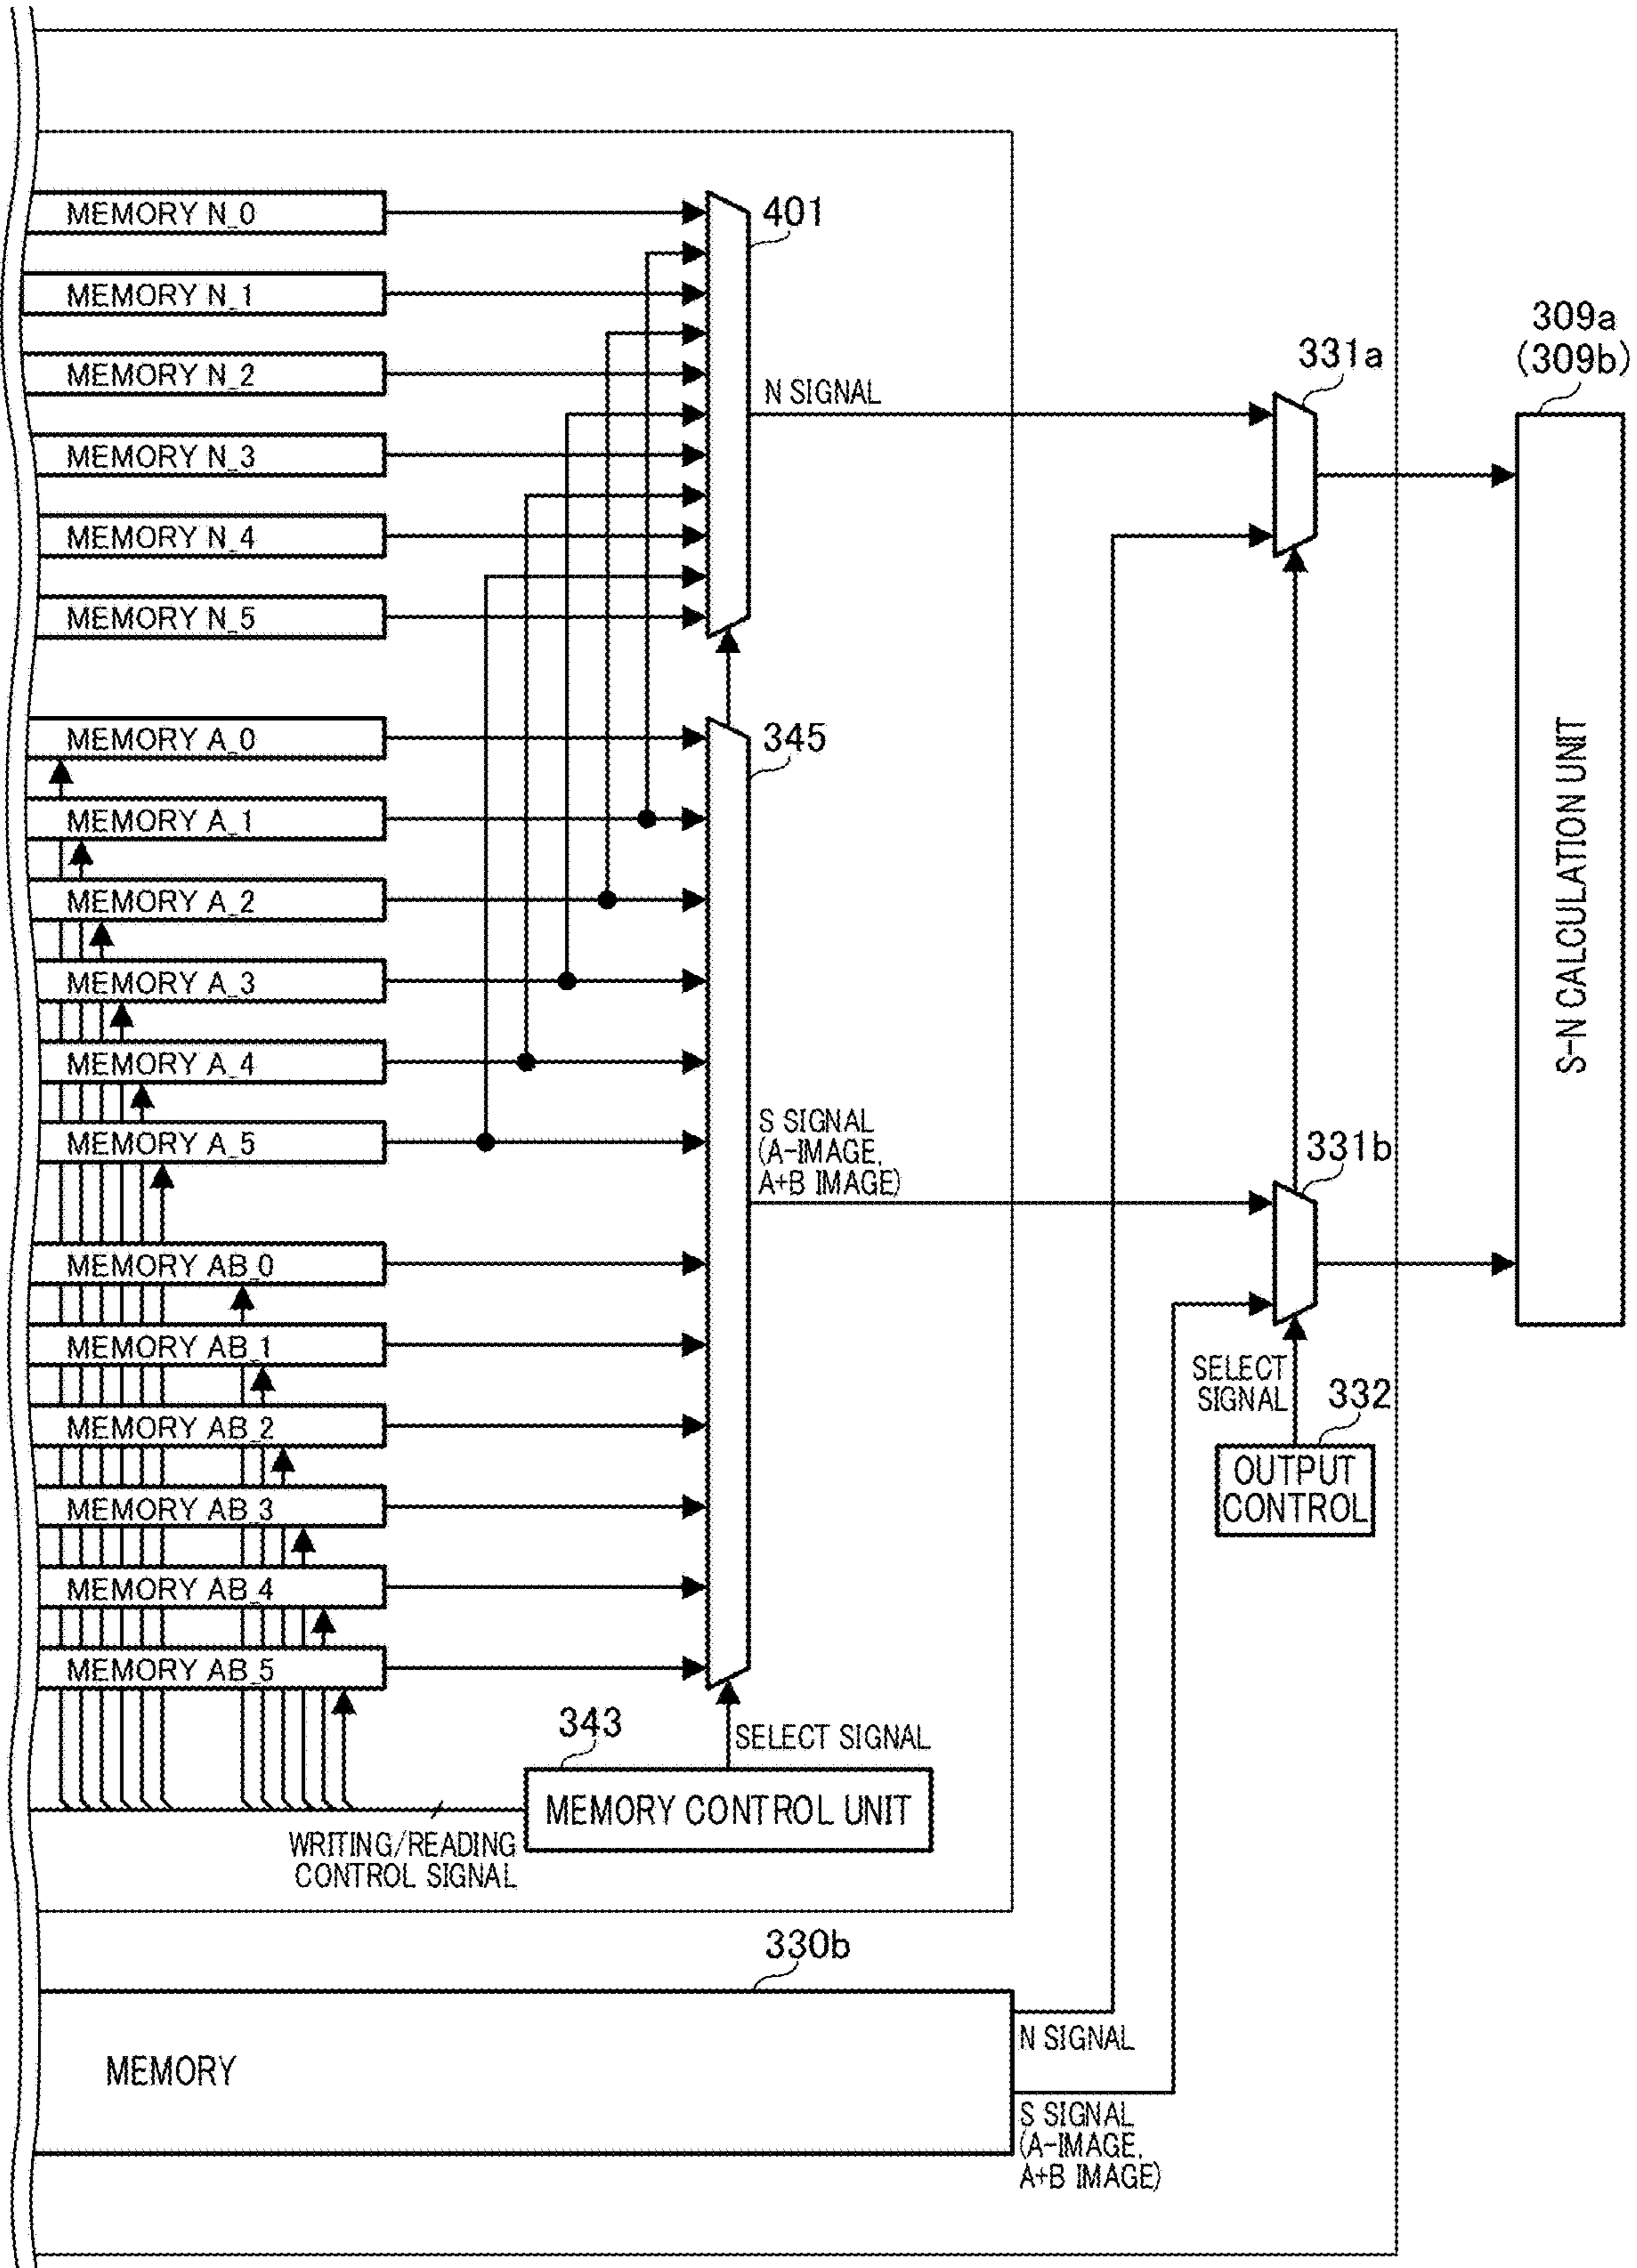 MEMORY N_0
401
MEMORY N_1
309a
(309b)
331a
MEMORY N_2
N SIGNAL
MEMORY N_3
MEMORY N_4
MEMORY N_5
MEMORY A_0
345
S-N CALCULATION UNIT
MEMORY A_1
MEMORY A_2
MEMORY A_3
MEMORY A_4
MEMORY A_5
S SIGNAL
(A-IMAGE,
A+B IMAGE)
331b
MEMORY AB_0
MEMORY AB_1
MEMORY AB_2
SELECT
SIGNAL
332
OUTPUT
CONTROL
MEMORY AB_3
MEMORY AB_4
MEMORY AB_5
343
SELECT SIGNAL
MEMORY CONTROL UNIT
WRITING/READING
CONTROL SIGNAL
330b
MEMORY
N SIGNAL
S SIGNAL
(A-IMAGE,
A+B IMAGE)